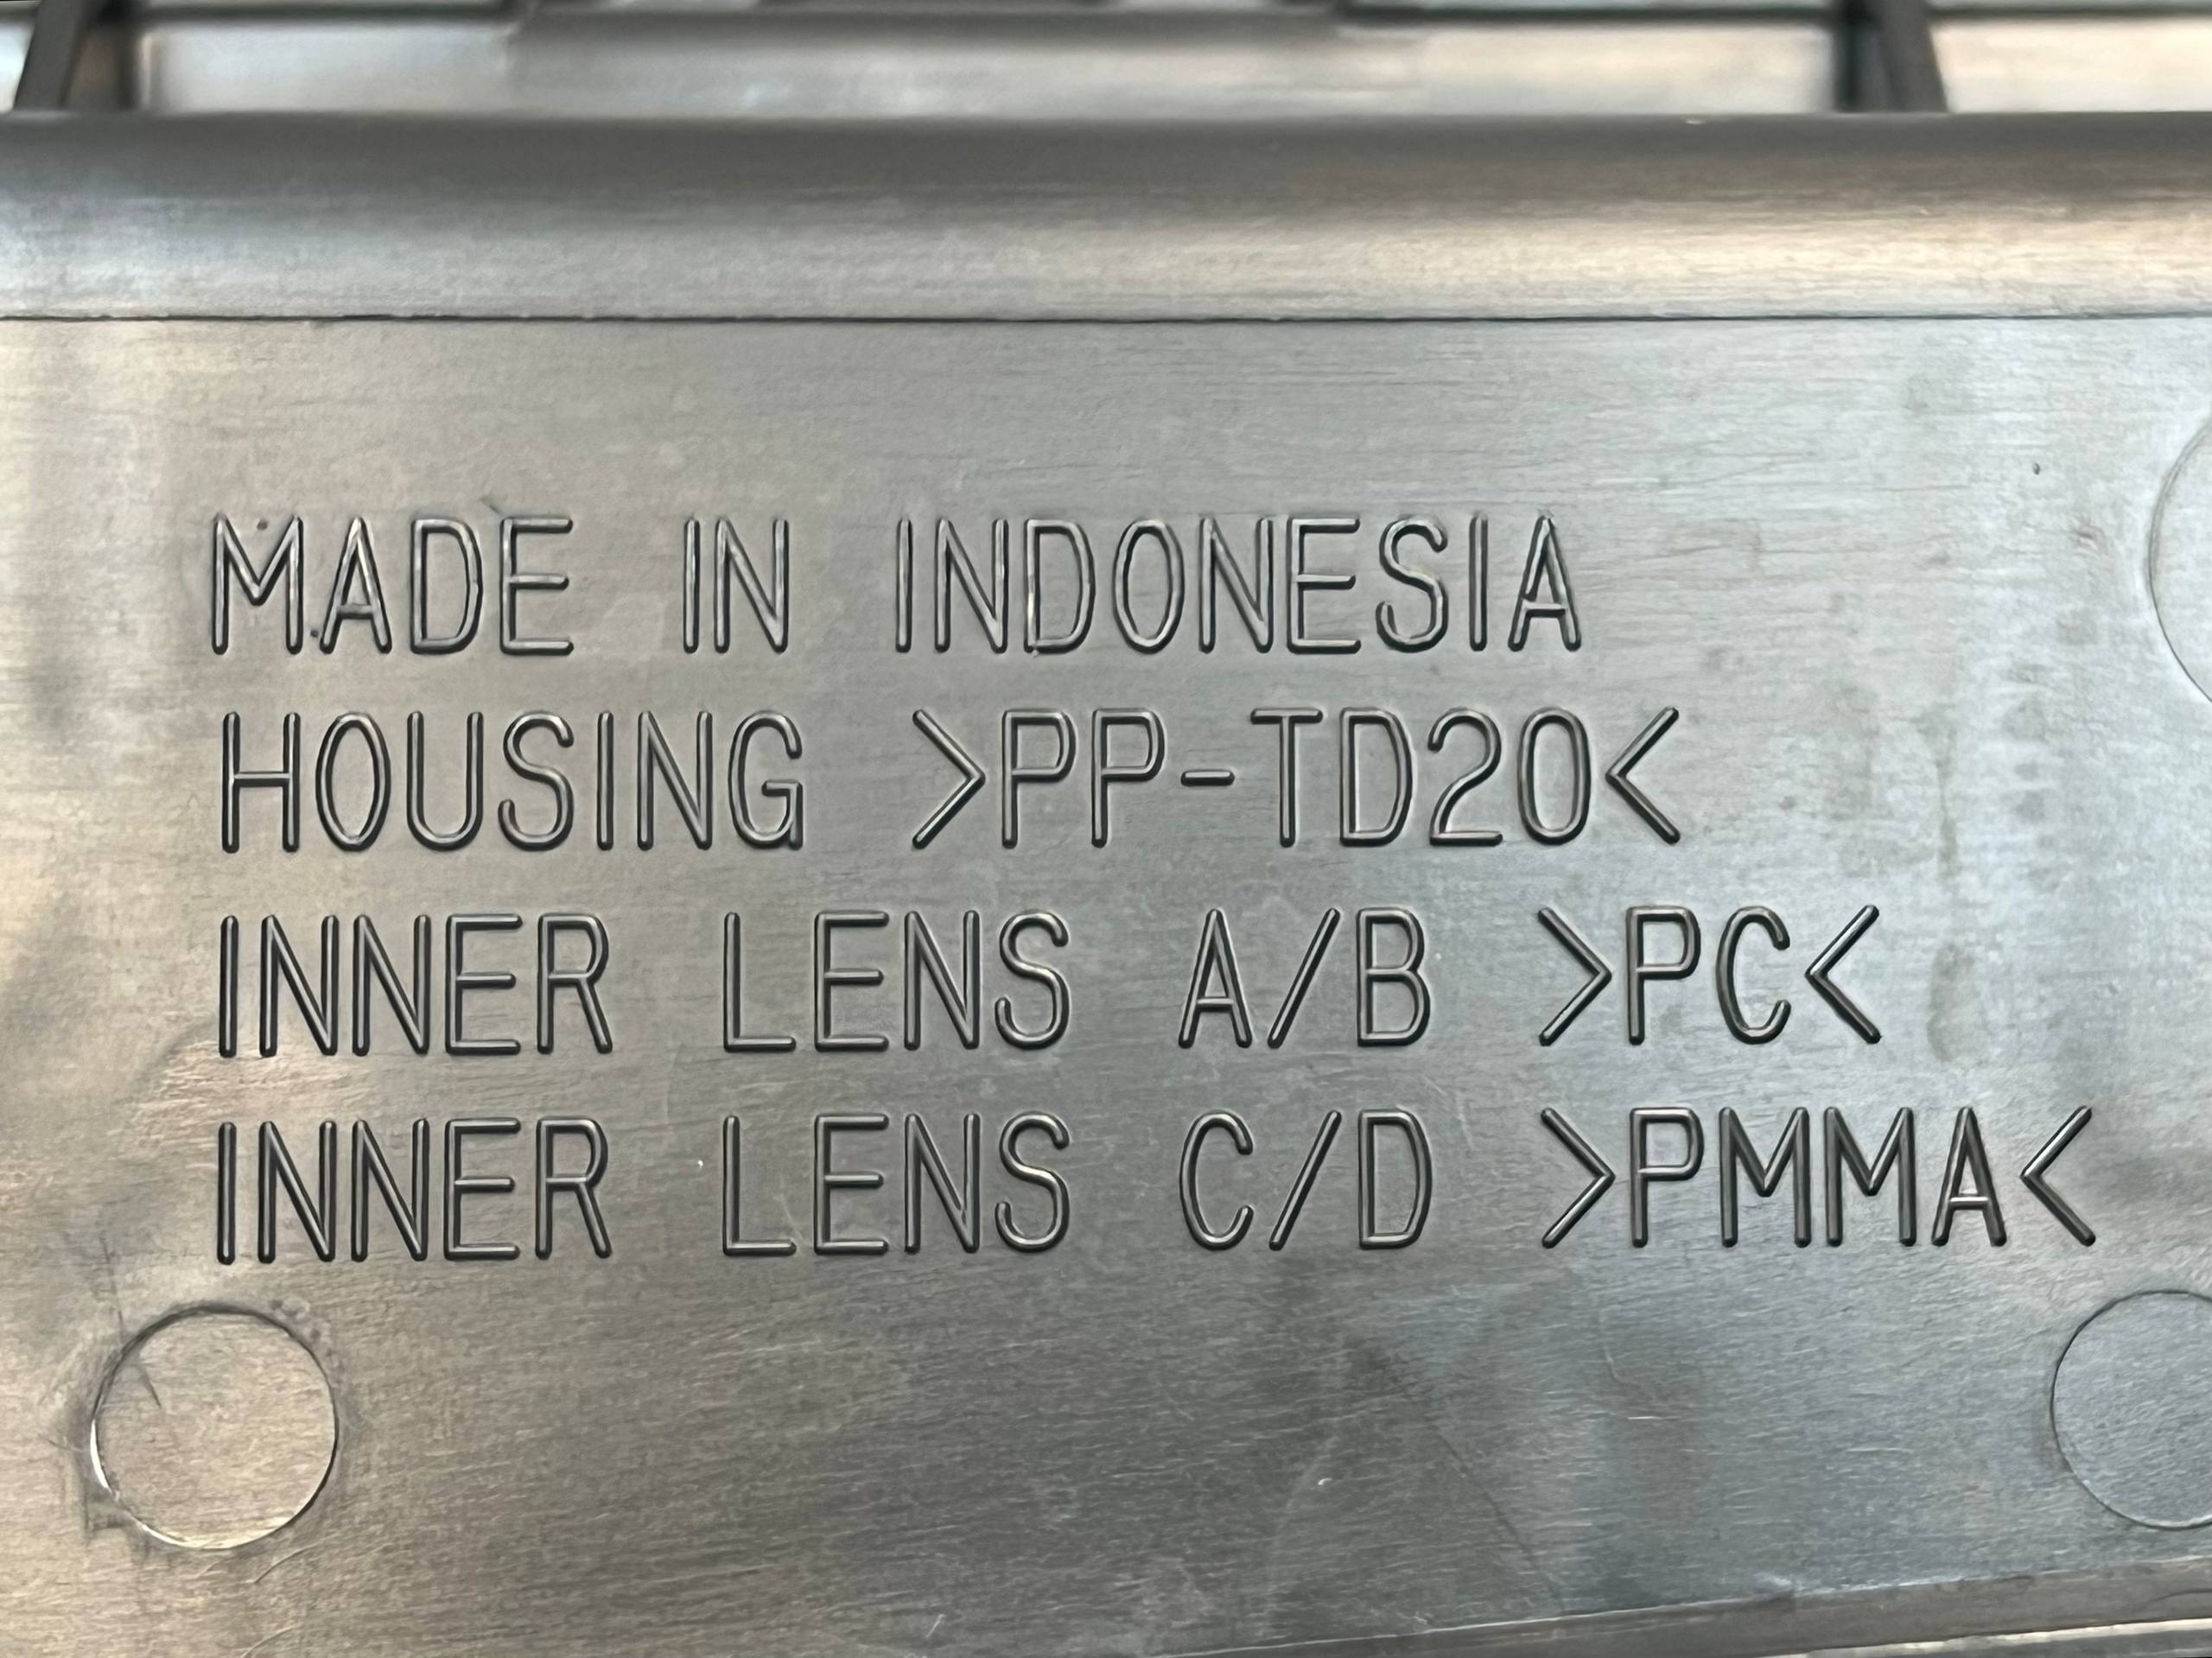 MADE IN INDONESIA
HOUSING >PP-TD20<
INNER LENS A/B >PC<
INNER LENS C/D >PMMA<